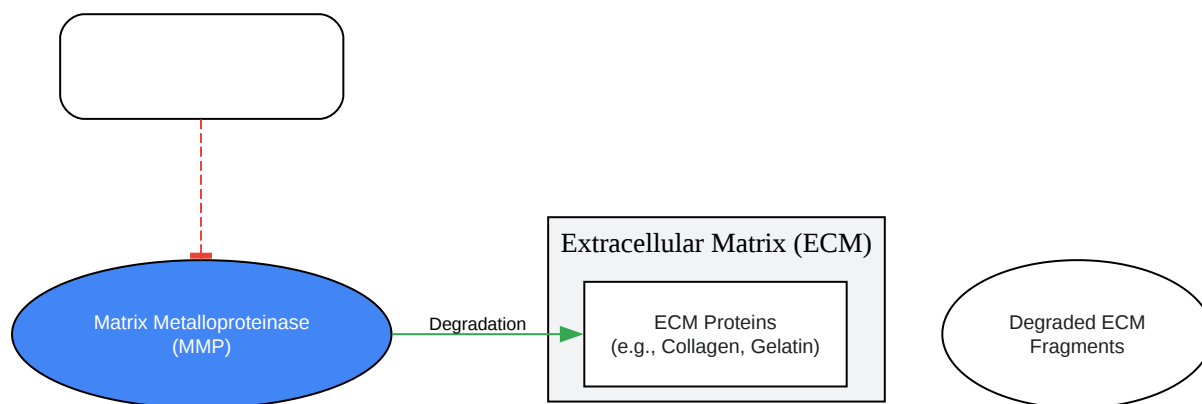 Extracellular Matrix (ECM)
Matrix Metalloproteinase
(MMP)
Degradation
ECM Proteins
(e.g., Collagen, Gelatin)
Degraded ECM
Fragments